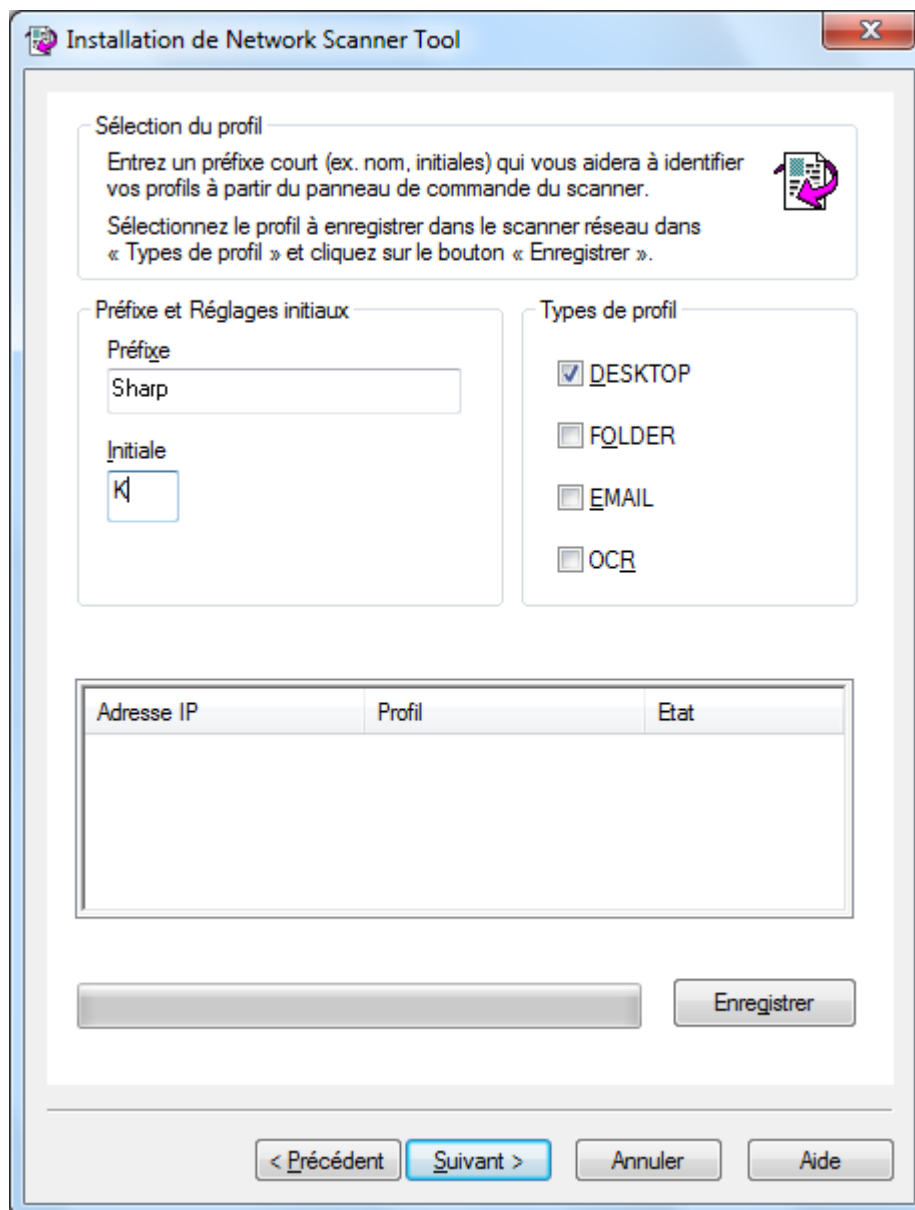 Installation de Network Scanner Tool
Sélection du profil
Entrez un préfixe court (ex. nom, initiales) qui vous aidera à identifier
vos profils à partir du panneau de commande du scanner.
Sélectionnez le profil à enregistrer dans le scanner réseau dans
« Types de profil » et cliquez sur le bouton « Enregistrer ».
Préfixe et Réglages initiaux
Préfixe
Sharp
Initiale
K
Types de profil
DESKTOP
FOLDER
EMAIL
OCR
Adresse IP Profil Etat
Enregistrer
< Précédent Suivant > Annuler Aide